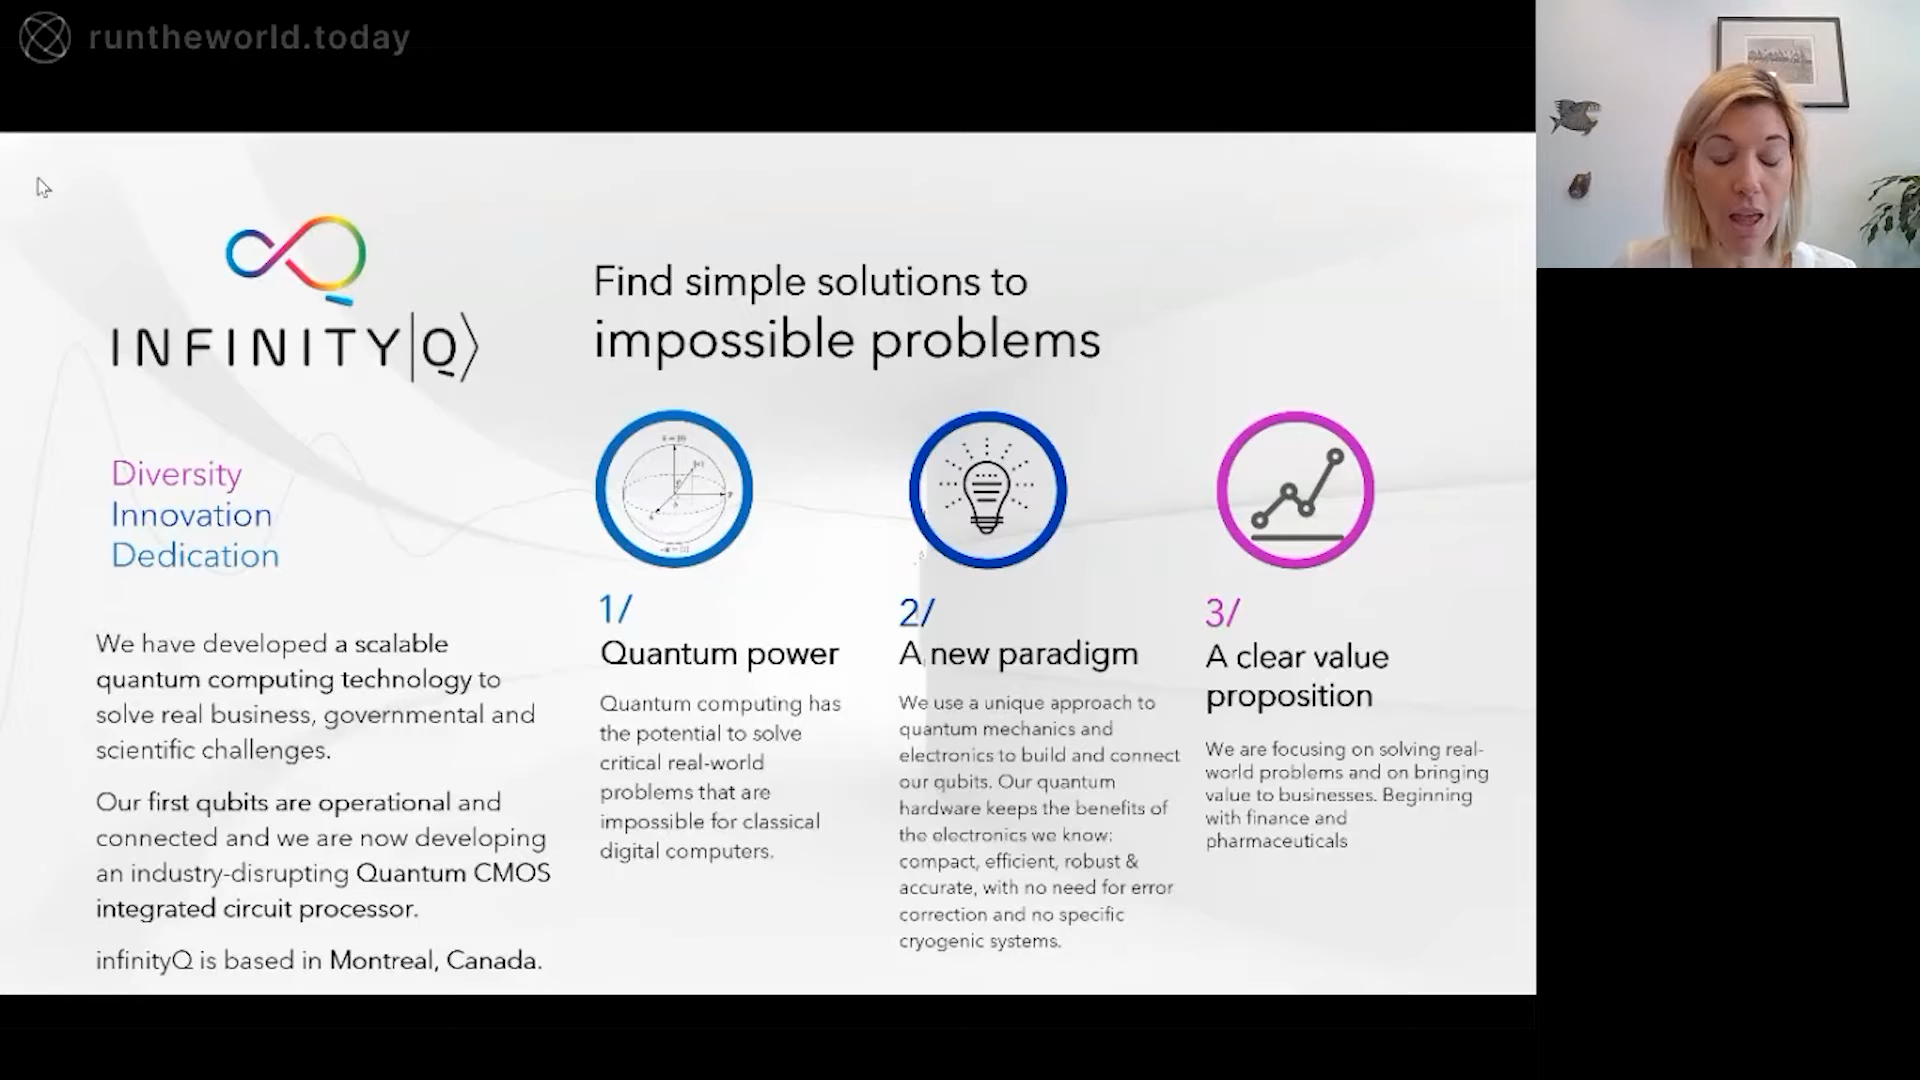 runtheworld.today
INFINITY|Q⟩
Diversity
Innovation
Dedication
We have developed a scalable
quantum computing technology to
solve real business, governmental and
scientific challenges.
Our first qubits are operational and
connected and we are now developing
an industry-disrupting Quantum CMOS
integrated circuit processor.
infinityQ is based in Montreal, Canada.
Find simple solutions to
impossible problems
1/
Quantum power
Quantum computing has
the potential to solve
critical real-world
problems that are
impossible for classical
digital computers.
2/
A new paradigm
We use a unique approach to
quantum mechanics and
electronics to build and connect
our qubits. Our quantum
hardware keeps the benefits of
the electronics we know:
compact, efficient, robust &
accurate, with no need for error
correction and no specific
cryogenic systems.
3/
A clear value
proposition
We are focusing on solving real-
world problems and on bringing
value to businesses. Beginning
with finance and
pharmaceuticals